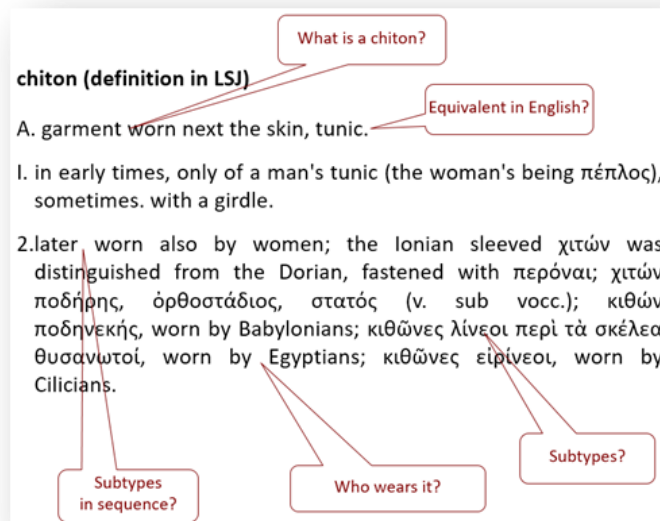 What is a chiton?
chiton (definition in LSJ)
Equivalent in English?
A. garment worn next the skin, tunic.
I. in early times, only of a man's tunic (the woman's being πέπλος),
sometimes. with a girdle.
2.later worn also by women; the Ionian sleeved χιτών was
distinguished from the Dorian, fastened with περόναι; χιτών
ποδήρης, ὀρθοστάδιος, στατός (v. sub vocc.); κιθών
ποδηνεκής, worn by Babylonians; κιθῶνες λίνεοι περὶ τὰ σκέλεα
θυσανωτοί, worn by Egyptians; κιθῶνες εἰρίνεοι, worn by
Cilicians.
Subtypes?
Subtypes
in sequence?
Who wears it?